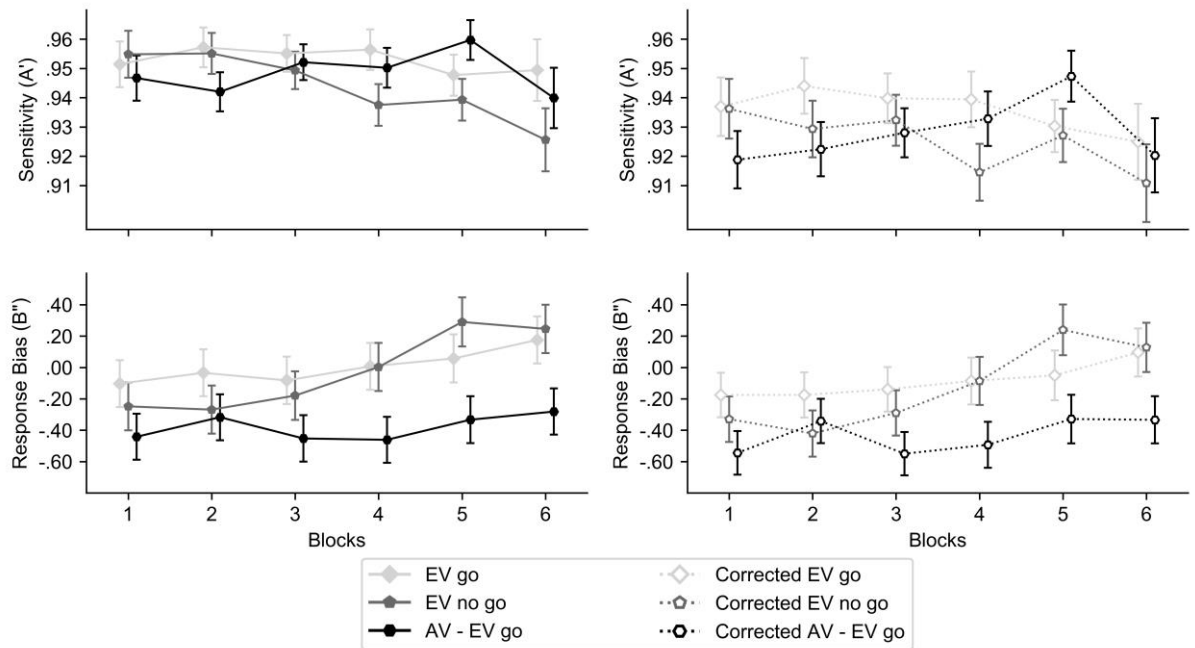 Sensitivity (A')
.96
.95
.94
.93
.92
.91
Sensitivity (A')
.96
.95
.94
.93
.92
.91
Response Bias (B")
.40
.20
.00
-.20
-.40
-.60
1 2 3 4 5 6
Blocks
Response Bias (B")
.40
.20
.00
-.20
-.40
-.60
1 2 3 4 5 6
Blocks
EV go
EV no go
AV - EV go
Corrected EV go
Corrected EV no go
Corrected AV - EV go